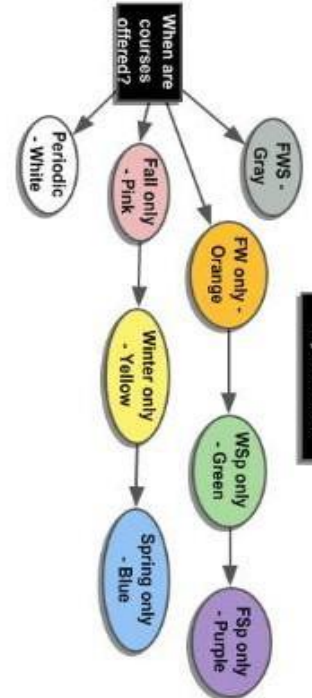 When are
courses
offered?
FWS -
Gray
FW only -
Orange
WSp only
- Green
FSp only
- Purple
Fall only
- Pink
Winter only
- Yellow
Spring only
- Blue
Periodic
- White